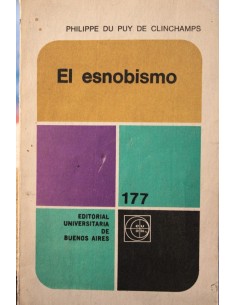 PHILIPPE DU PUY DE CLINCHAMPS
El esnobismo
177
EDITORIAL
UNIVERSITARIA
DE
BUENOS AIRES